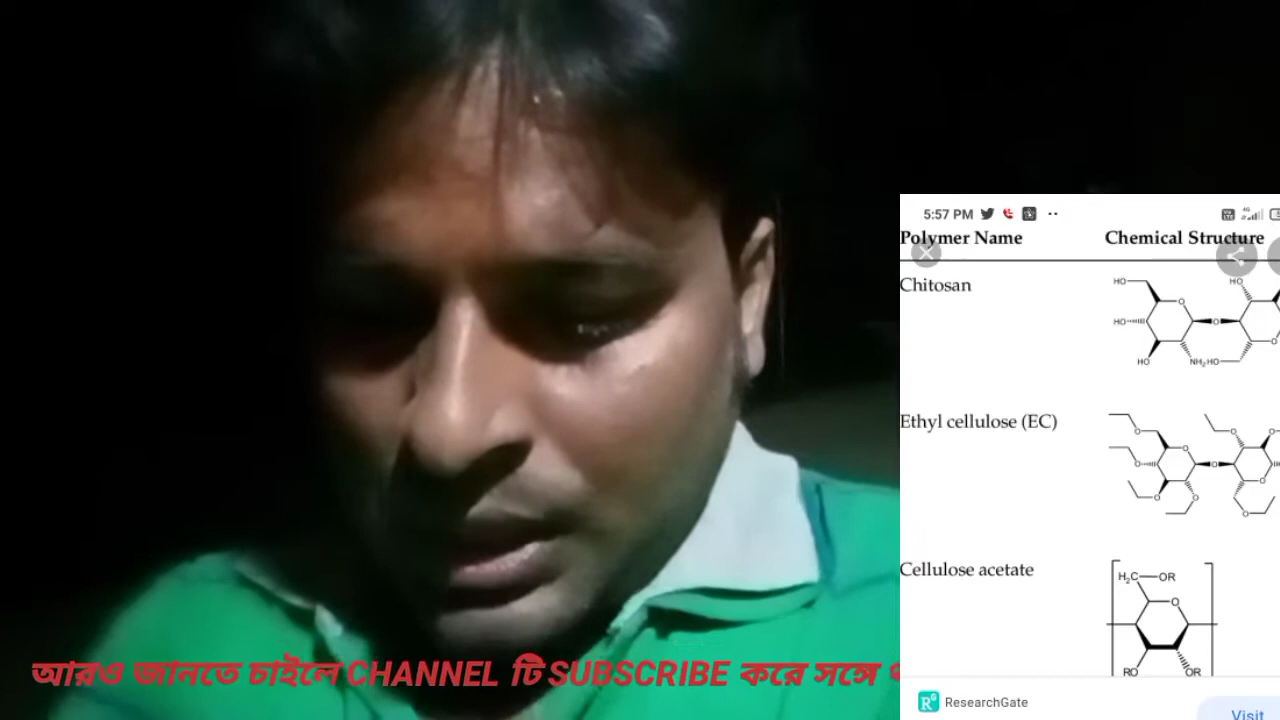 5:57 PM
Polymer Name Chemical Structure
Chitosan
HO HO
HO O O
HO NH₂ HO O
Ethyl cellulose (EC)
O O O
O O O
O O O
O
Cellulose acetate
H₂C—OR
O
RO OR
ResearchGate
Visit
আরও জানতে চাইলে CHANNEL টি SUBSCRIBE করে সঙ্গে